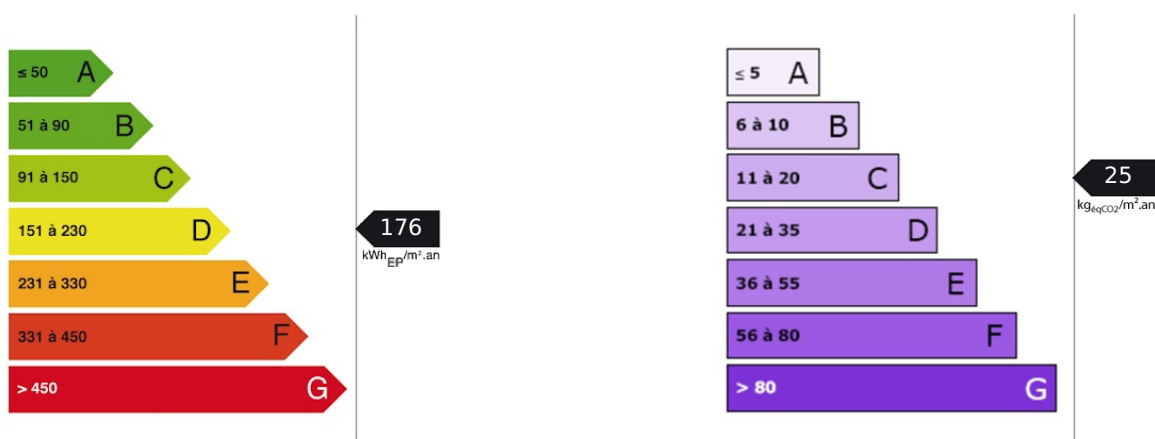 ≤ 50 A
51 à 90 B
91 à 150 C
151 à 230 D
231 à 330 E
331 à 450 F
> 450 G
176
kWhEP/m².an
≤ 5 A
6 à 10 B
11 à 20 C
21 à 35 D
36 à 55 E
56 à 80 F
> 80 G
25
kgéqCO2/m².an